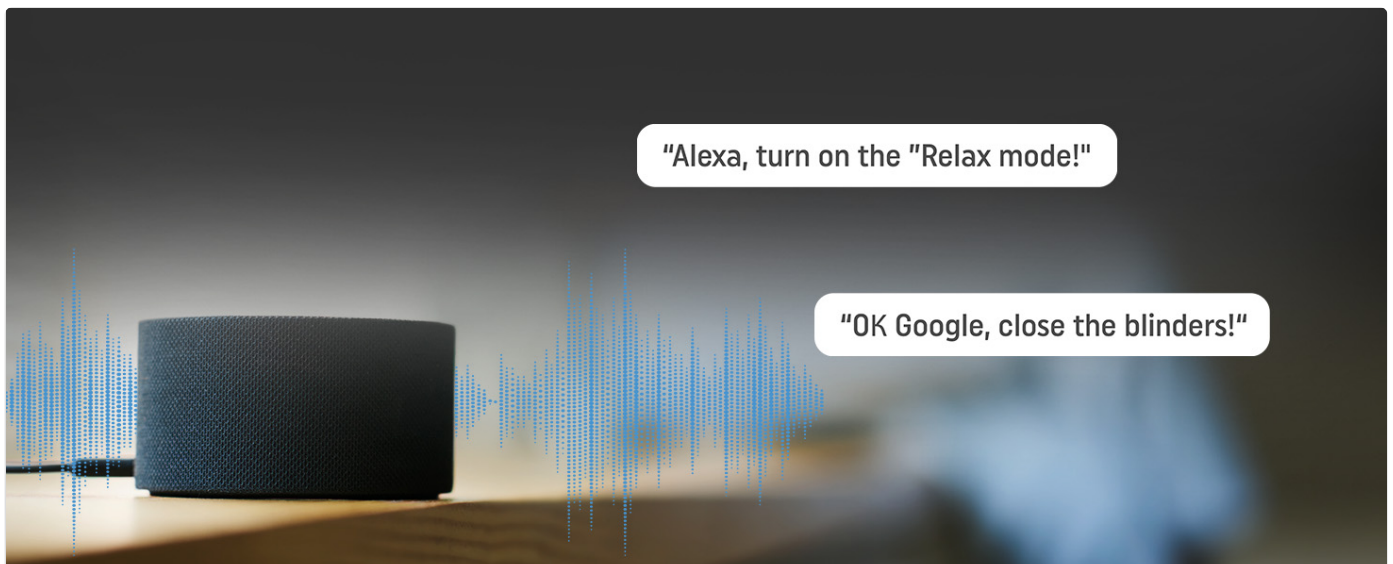 “Alexa, turn on the ”Relax mode!"
“OK Google, close the blinders!“